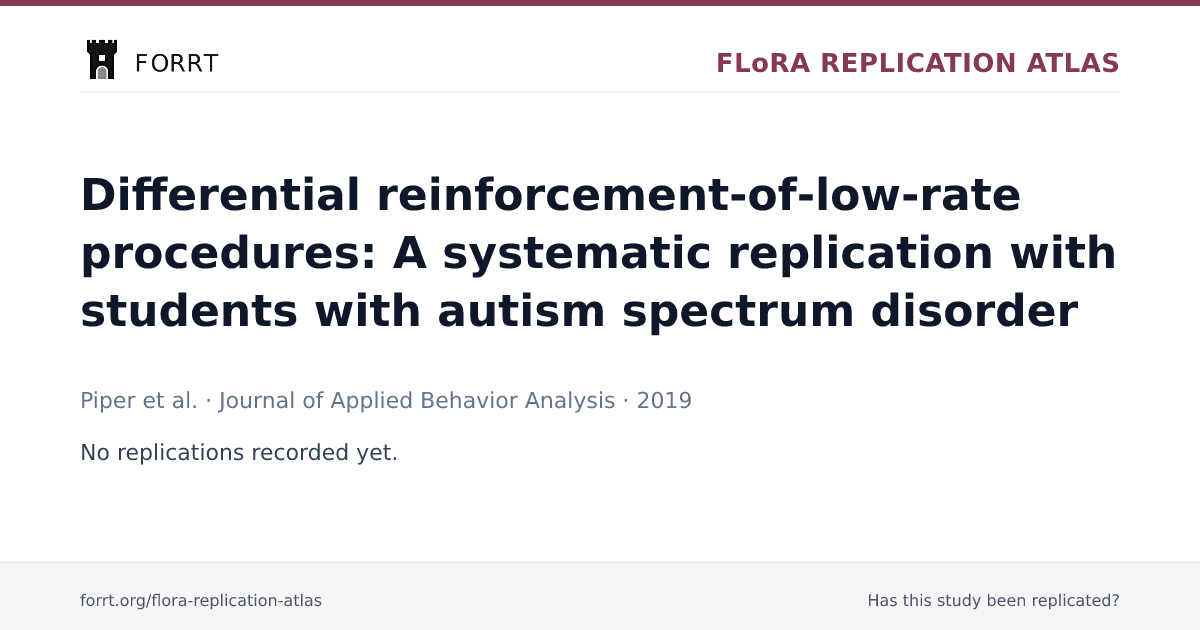 FORRT
FLoRA REPLICATION ATLAS
Differential reinforcement-of-low-rate
procedures: A systematic replication with
students with autism spectrum disorder
Piper et al. · Journal of Applied Behavior Analysis · 2019
No replications recorded yet.
forrt.org/flora-replication-atlas
Has this study been replicated?